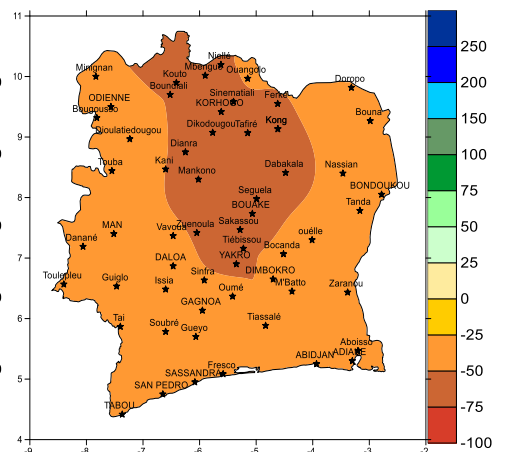 11
10
9
8
7
6
5
4
-9
-8
-7
-6
-5
-4
-3
-2
Niellé
Mbengué
Ouangolo
Minignan
Kouto
Doropo
Boundiali
Sinematiali
Ferké
ODIENNE
KORHOGO
Bougousso
Bouna
Kong
Dioulatiedougou
Dikodougou
Tafiré
Dianra
Touba
Kani
Mankono
Dabakala
Nassian
BONDOUKOU
Seguela
Tanda
BOUAKE
MAN
Vavoua
Zuenoula
Sakassou
ouélle
Danané
Tiébissou
Bocanda
DALOA
YAKRO
Toulepleu
Guiglo
Issia
Sinfra
DIMBOKRO
Oumé
M'Batto
Zaranou
GAGNOA
Tai
Soubré
Gueyo
Tiassalé
Aboisso
ABIDJAN
ADIAKE
Fresco
SASSANDRA
SAN PEDRO
TABOU
250
200
150
100
75
50
25
0
-25
-50
-75
-100